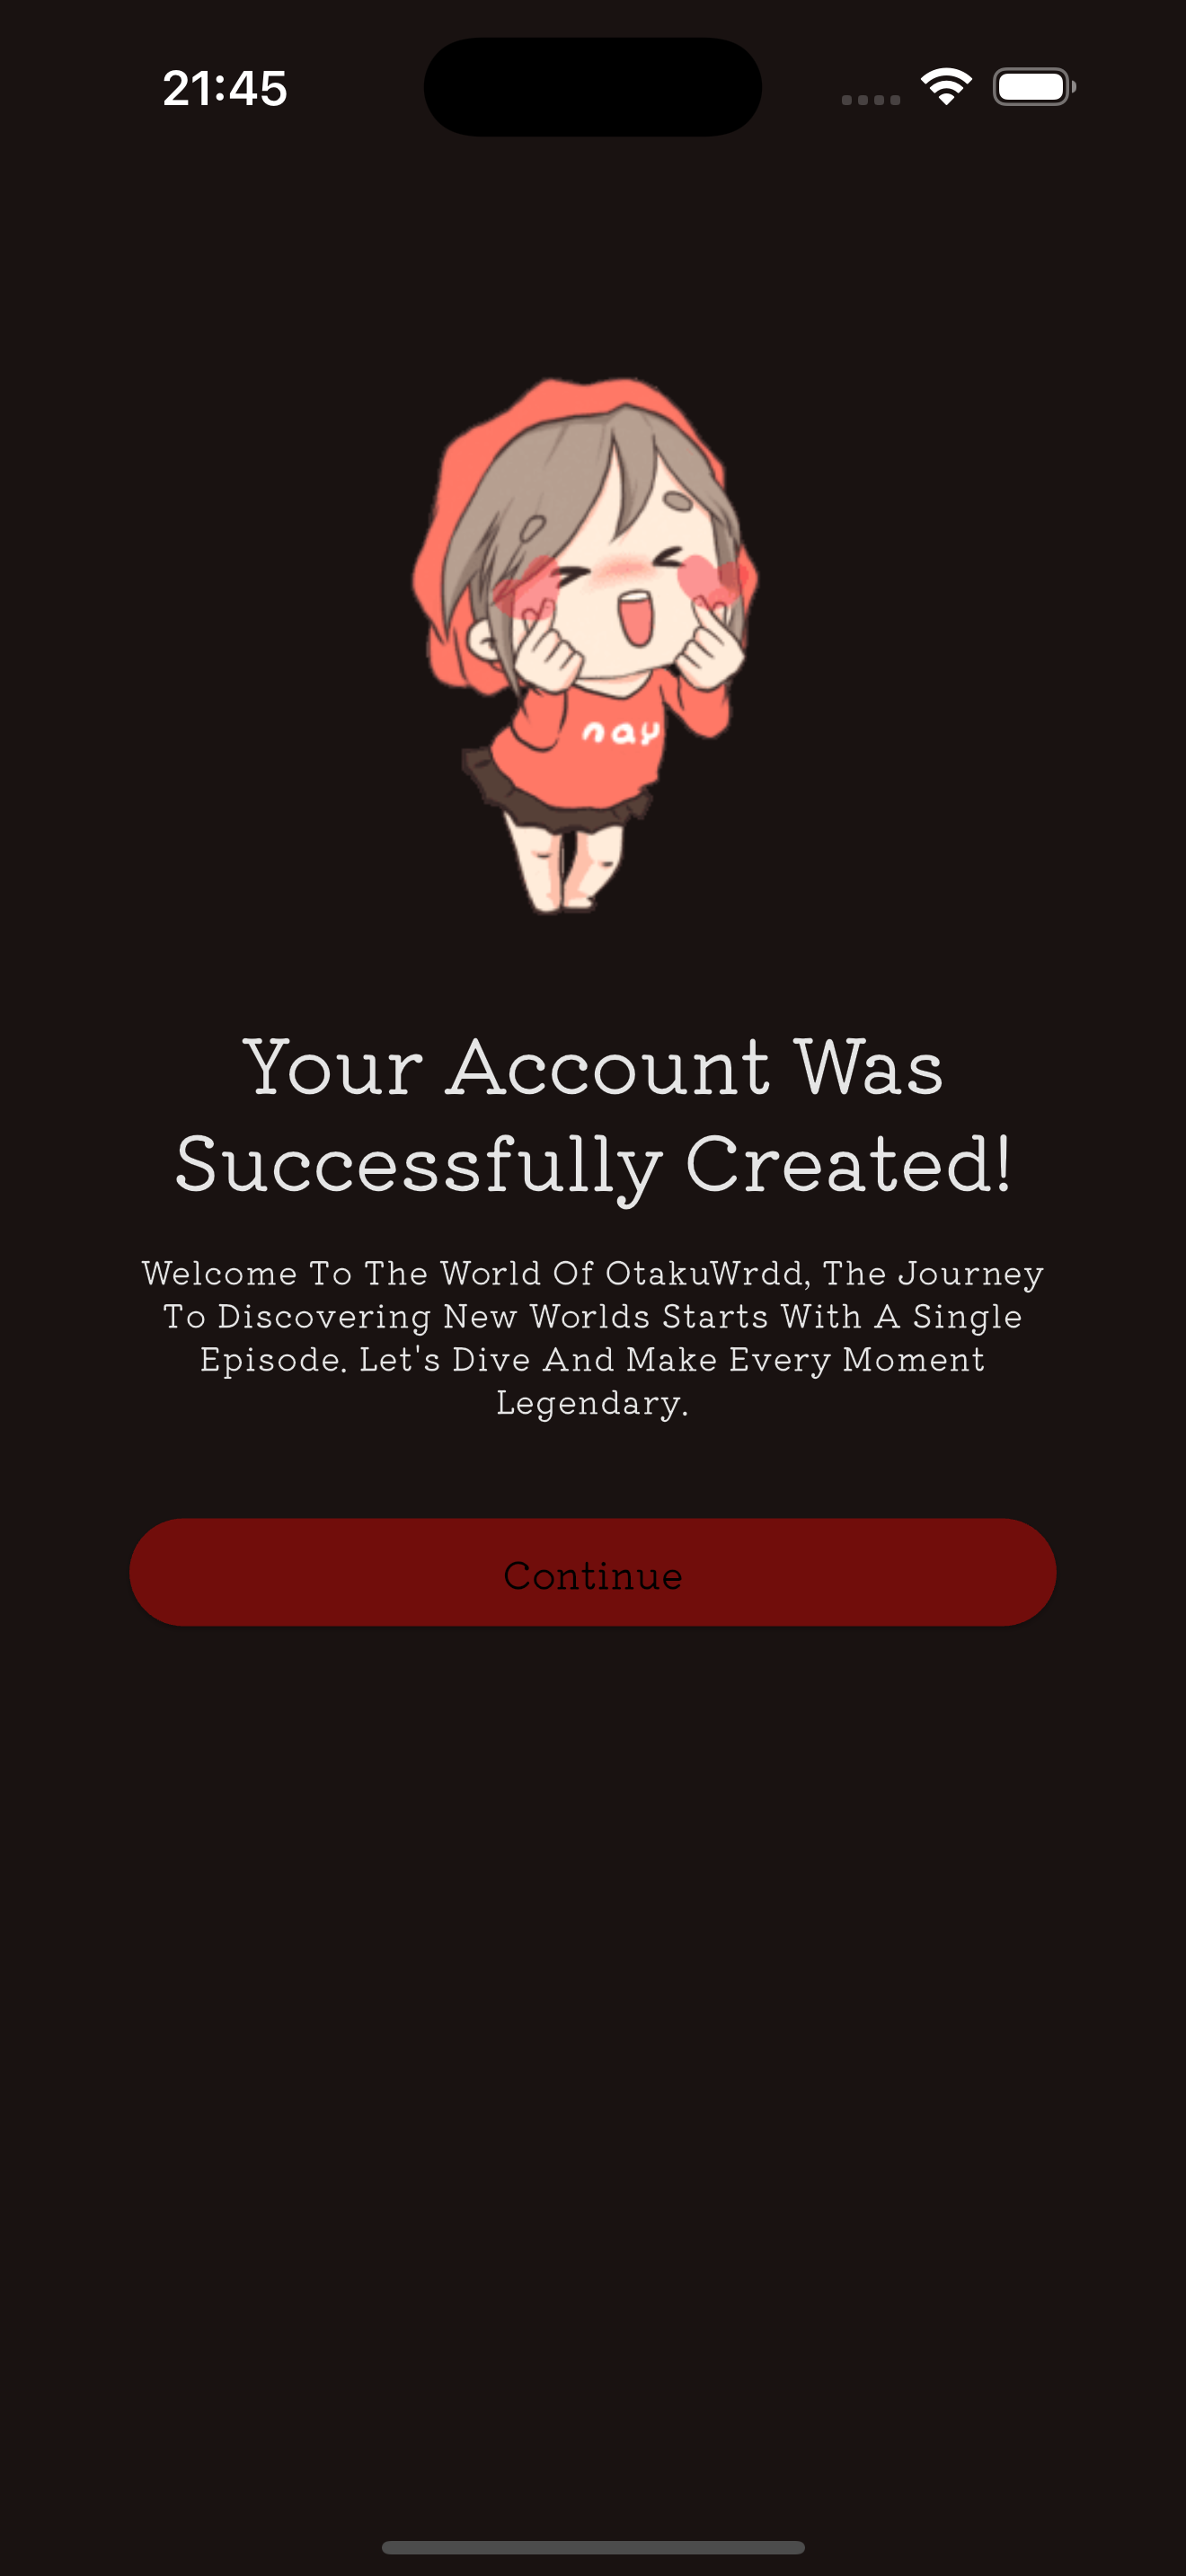 21:45
nay
Your Account Was
Successfully Created!
Welcome To The World Of OtakuWrdd, The Journey
To Discovering New Worlds Starts With A Single
Episode. Let's Dive And Make Every Moment
Legendary.
Continue